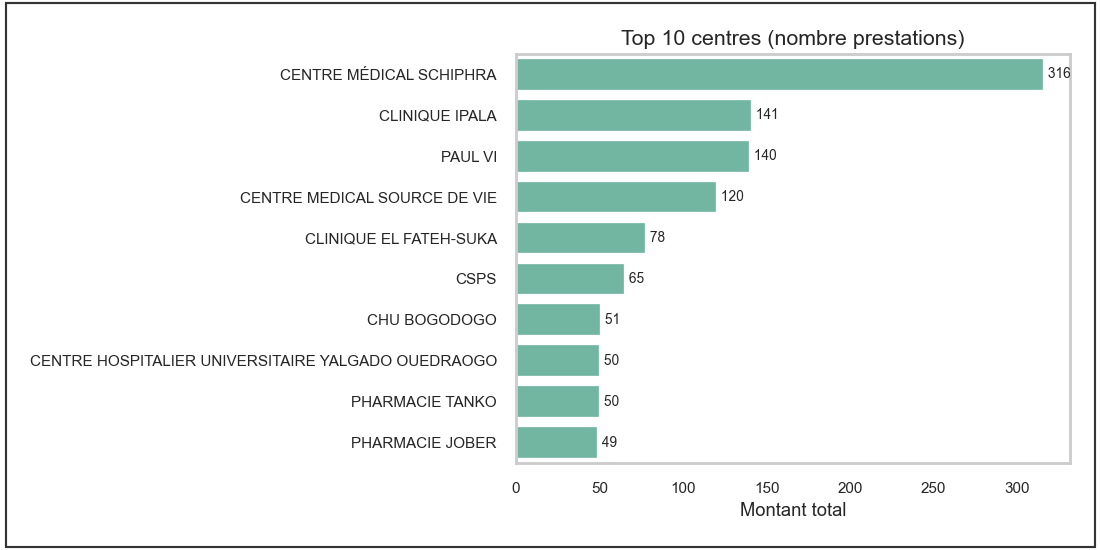 Top 10 centres (nombre prestations)
CENTRE MÉDICAL SCHIPHRA 316
CLINIQUE IPALA 141
PAUL VI 140
CENTRE MEDICAL SOURCE DE VIE 120
CLINIQUE EL FATEH-SUKA 78
CSPS 65
CHU BOGODOGO 51
CENTRE HOSPITALIER UNIVERSITAIRE YALGADO OUEDRAOGO 50
PHARMACIE TANKO 50
PHARMACIE JOBER 49
0 50 100 150 200 250 300
Montant total